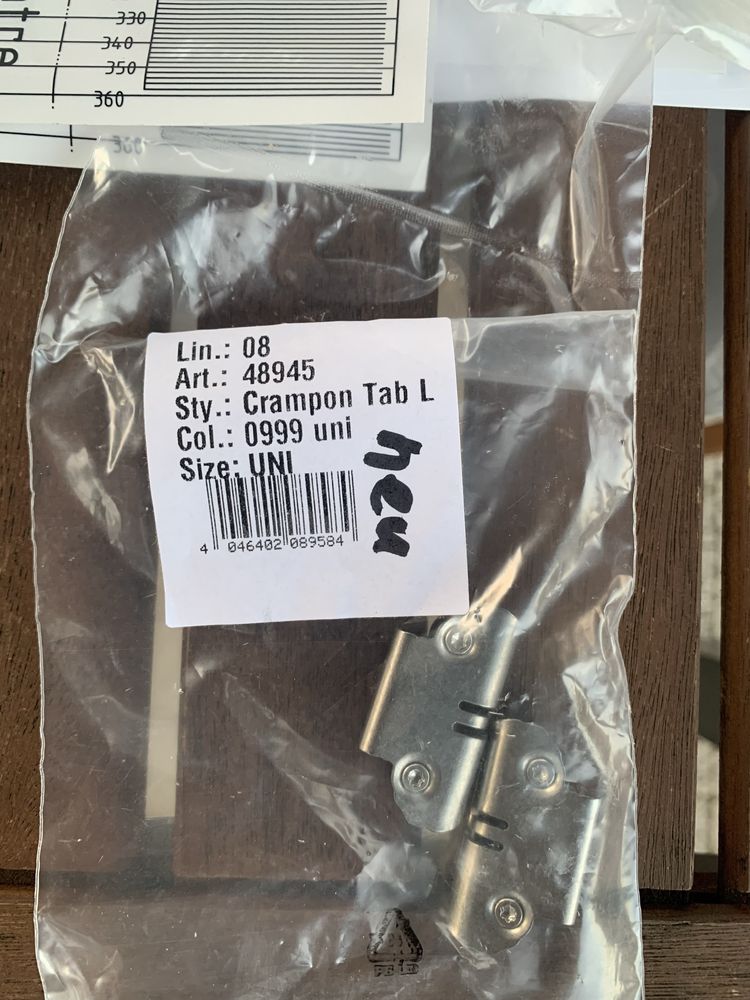 330
340
350
360
Lin.: 08
Art.: 48945
Sty.: Crampon Tab L
Col.: 0999 uni
Size: UNI
neu
4 046402 089584